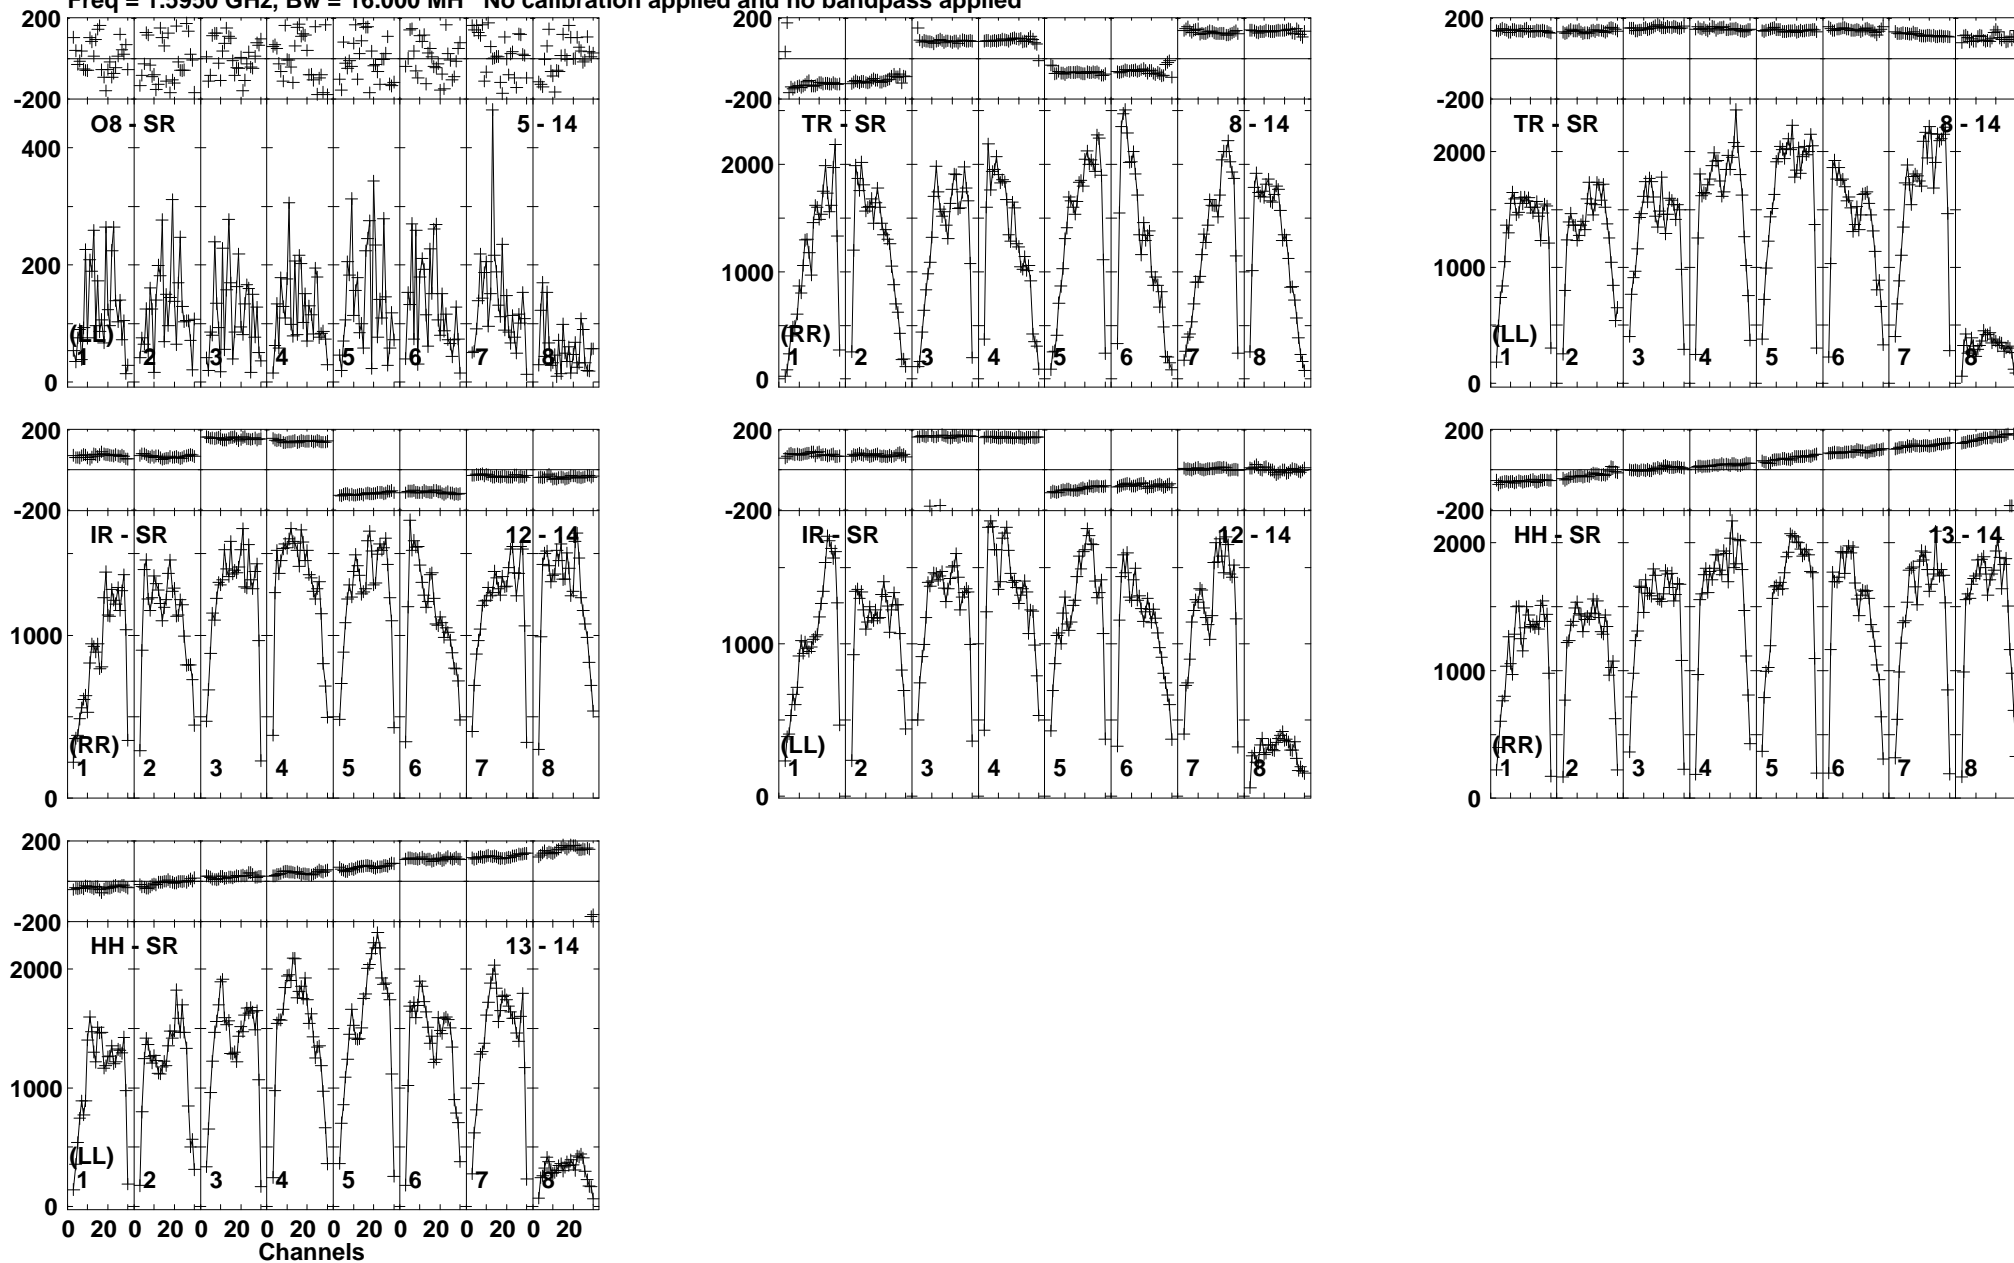 Freq = 1.5950 GHz, Bw = 16.000 MH No calibration applied and no bandpass applied
200
-200
O8 - SR 5 - 14
400
200
(LL)
1 2 3 4 5 6 7 8
0
200
-200
TR - SR 8 - 14
2000
1000
(RR)
1 2 3 4 5 6 7 8
0
200
-200
TR - SR 8 - 14
2000
1000
(LL)
1 2 3 4 5 6 7 8
0
200
-200
IR - SR 12 - 14
1000
(RR)
1 2 3 4 5 6 7 8
0
200
-200
IR - SR 12 - 14
1000
(LL)
1 2 3 4 5 6 7 8
0
200
-200
HH - SR 13 - 14
2000
1000
(RR)
1 2 3 4 5 6 7 8
0
200
-200
HH - SR 13 - 14
2000
1000
(LL)
1 2 3 4 5 6 7 8
0
0 20 0 20 0 20 0 20 0 20 0 20 0 20 0 20
Channels